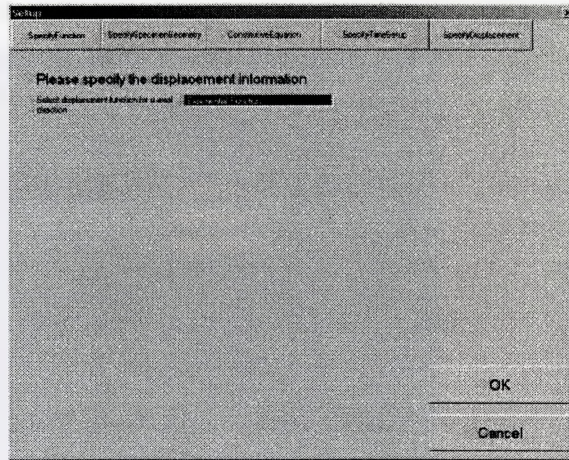 Setup
SpecifyFunction SpecifySpecimenGeometry ConstitutiveEquation SpecifyTimeSetup SpecifyDisplacement
Please specify the displacement information
Select displacement function for axial
direction
OK
Cancel